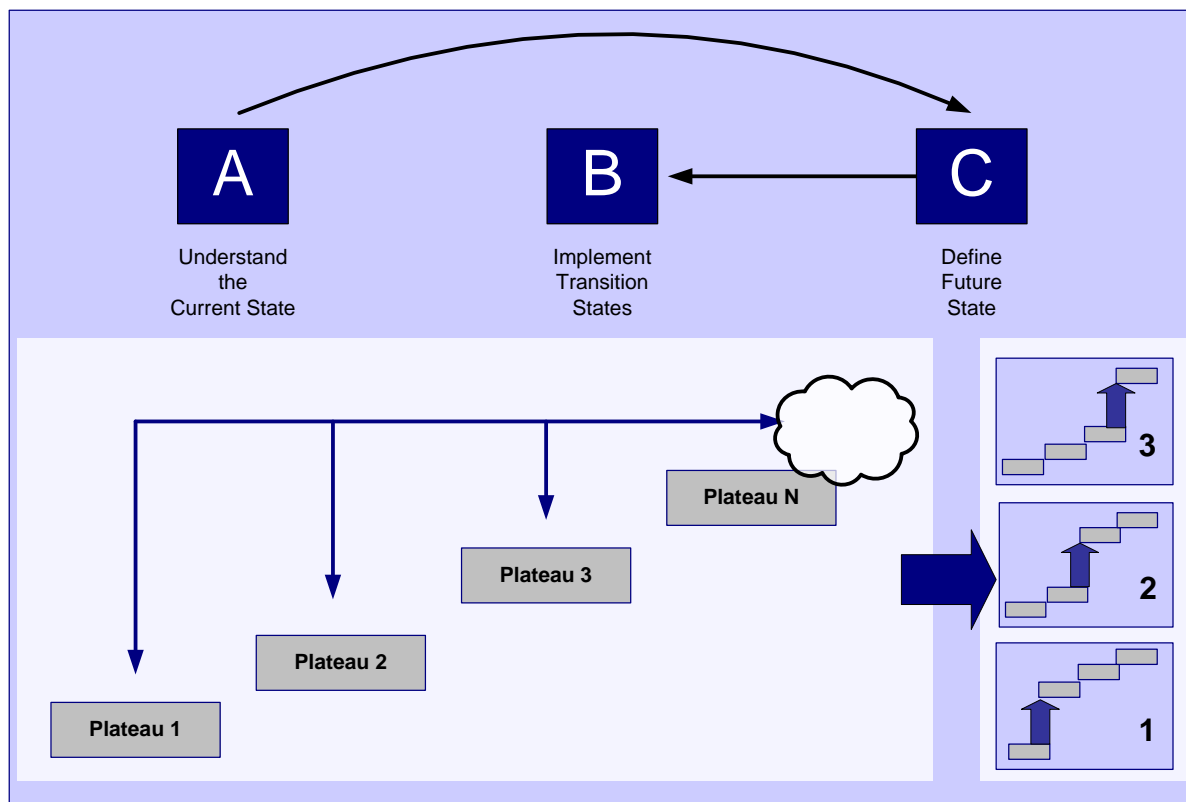 A
B
C
Understand
the
Current State
Implement
Transition
States
Define
Future
State
Plateau N
Plateau 3
Plateau 2
Plateau 1
3
2
1